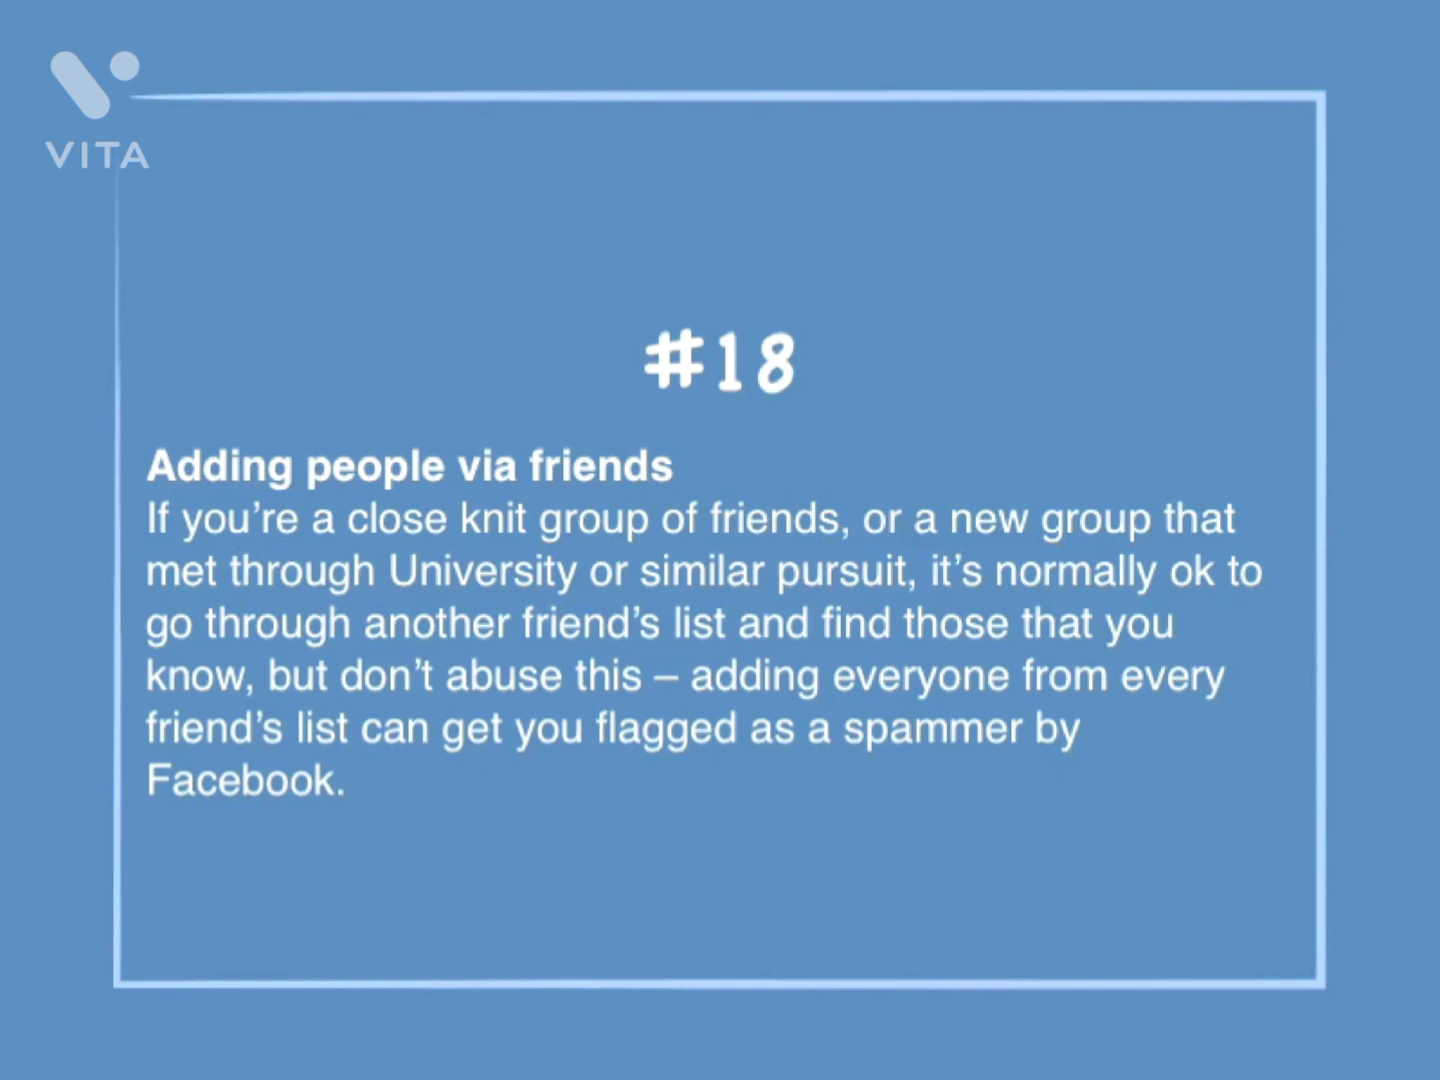 VITA
#18
Adding people via friends
If you’re a close knit group of friends, or a new group that
met through University or similar pursuit, it’s normally ok to
go through another friend’s list and find those that you
know, but don’t abuse this – adding everyone from every
friend’s list can get you flagged as a spammer by
Facebook.